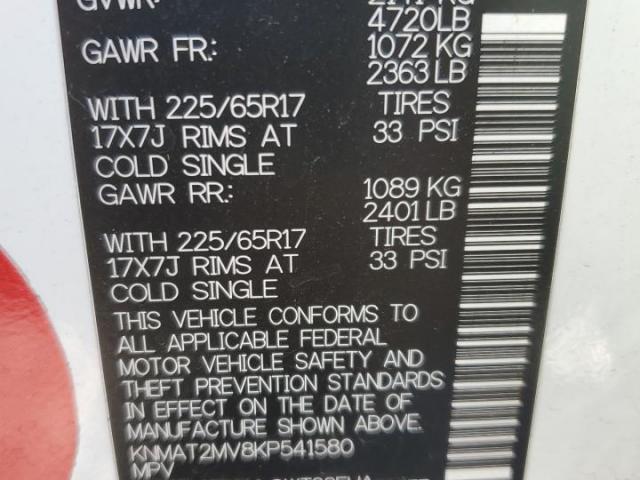 GVWR: 2141 KG
4720LB
GAWR FR: 1072 KG
2363 LB
WITH 225/65R17 TIRES
17X7J RIMS AT 33 PSI
COLD SINGLE
GAWR RR: 1089 KG
2401 LB
WITH 225/65R17 TIRES
17X7J RIMS AT 33 PSI
COLD SINGLE
THIS VEHICLE CONFORMS TO
ALL APPLICABLE FEDERAL
MOTOR VEHICLE SAFETY AND
THEFT PREVENTION STANDARDS
IN EFFECT ON THE DATE OF
MANUFACTURE SHOWN ABOVE.
KNMAT2MV8KP541580
MPV